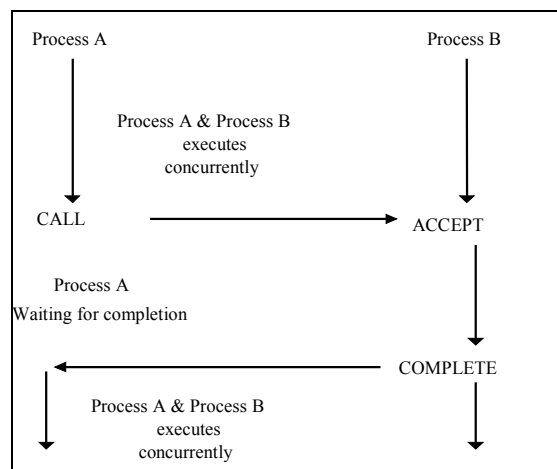 Process A
Process B
Process A & Process B
executes
concurrently
CALL
ACCEPT
Process A
Waiting for completion
COMPLETE
Process A & Process B
executes
concurrently